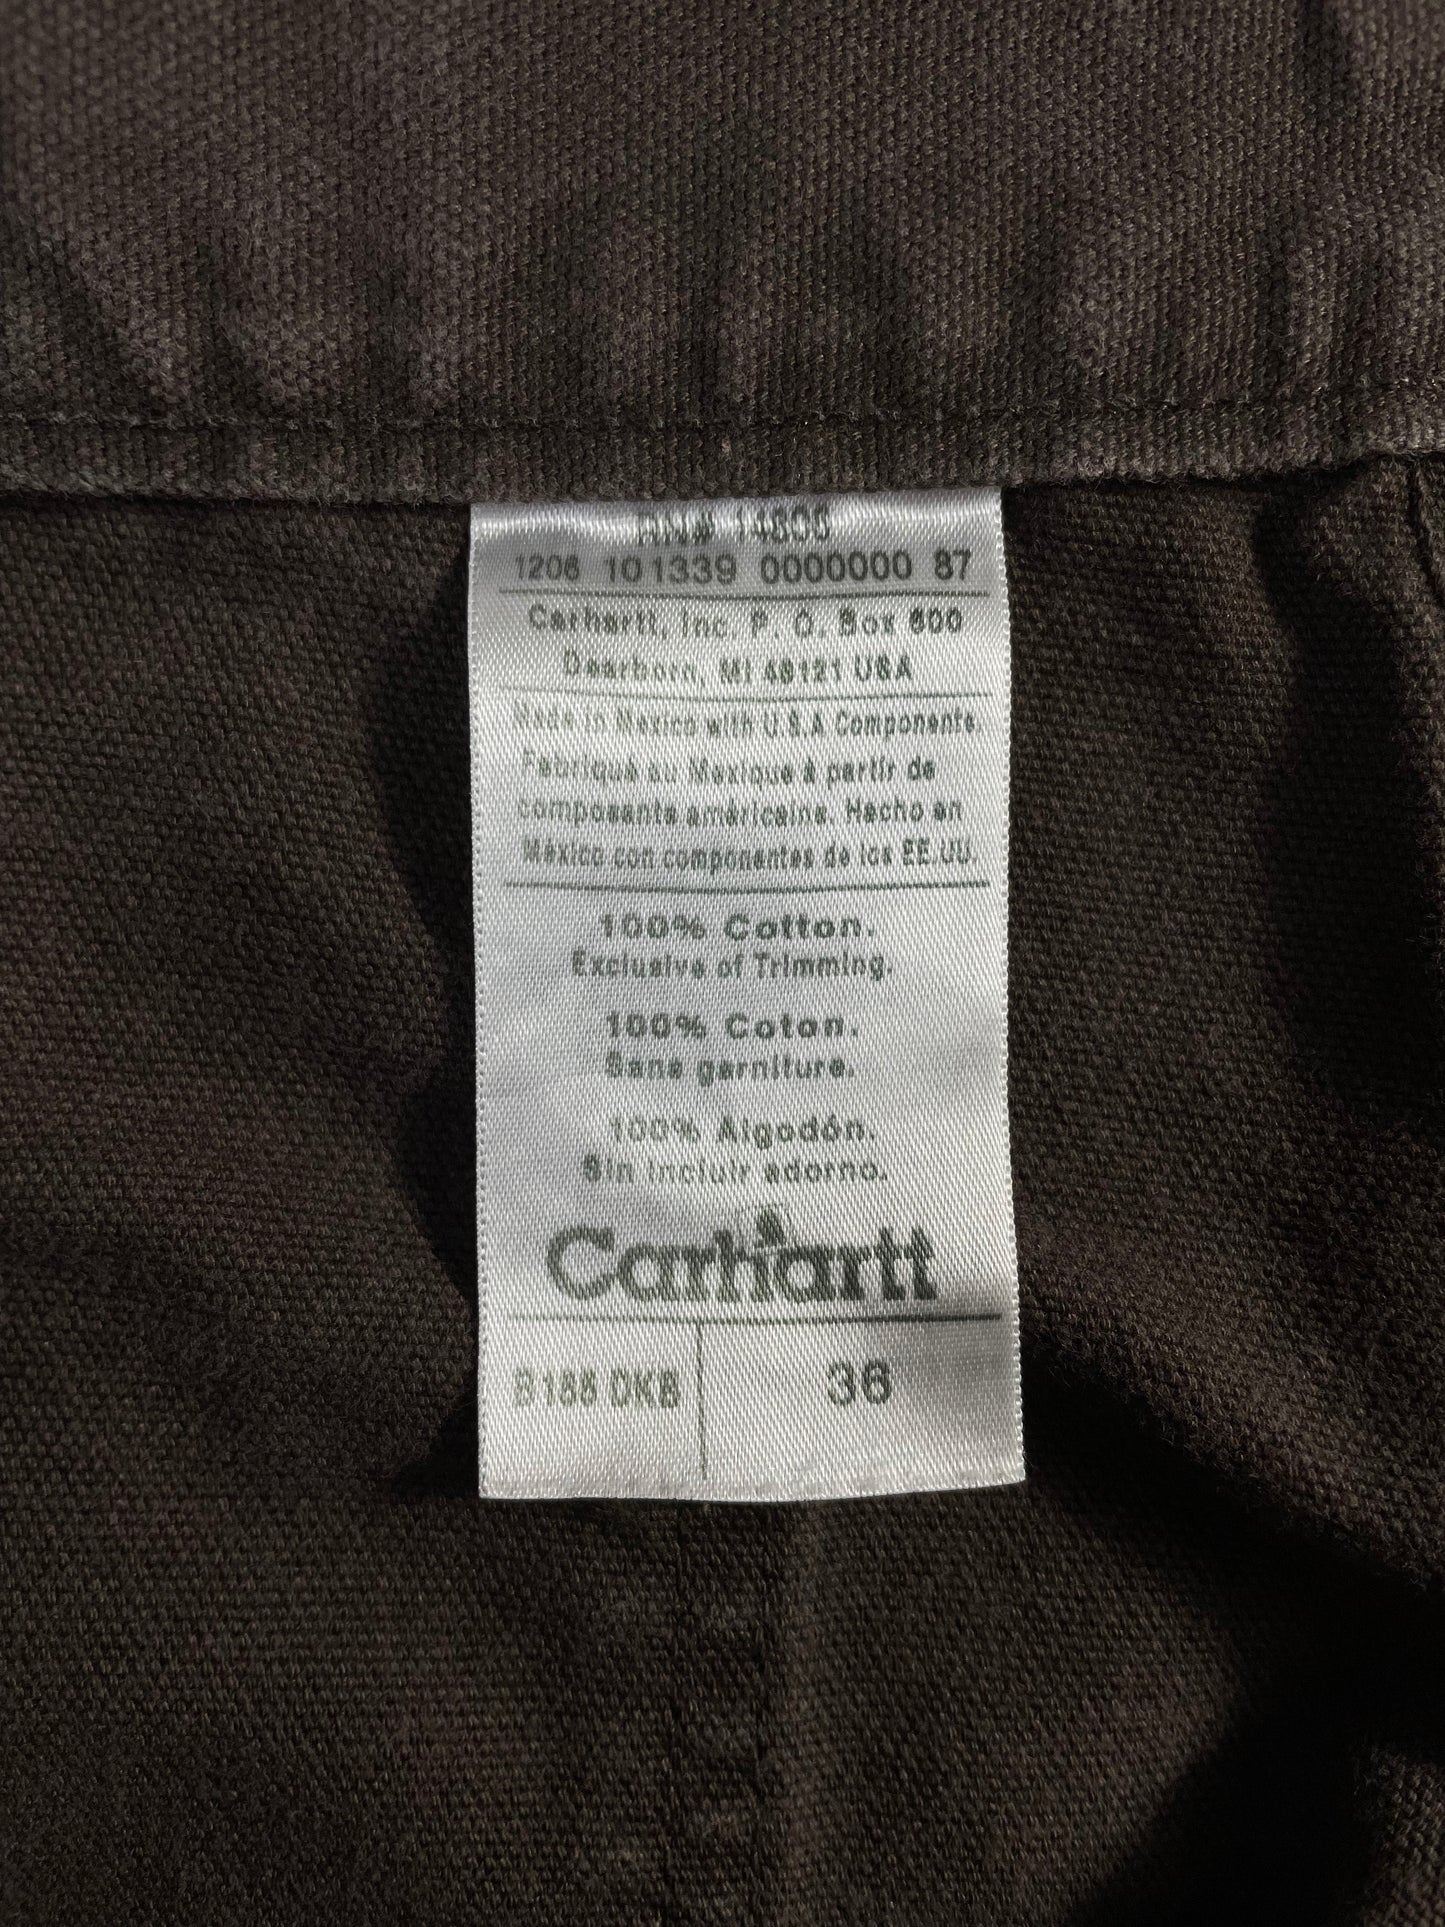 RN# 14806
1206 101339 0000000 87
Carhartt, Inc. P. O. Box 600
Dearborn, MI 48121 USA
Made in Mexico with U.S.A Components
Fabriqué au Mexique à partir de
composants américains. Hecho en
México con componentes de los EE.UU.
100% Cotton.
Exclusive of Trimming.
100% Coton.
Sans garniture.
100% Algodón.
Sin incluir adorno.
Carhartt
B188 DKB 36